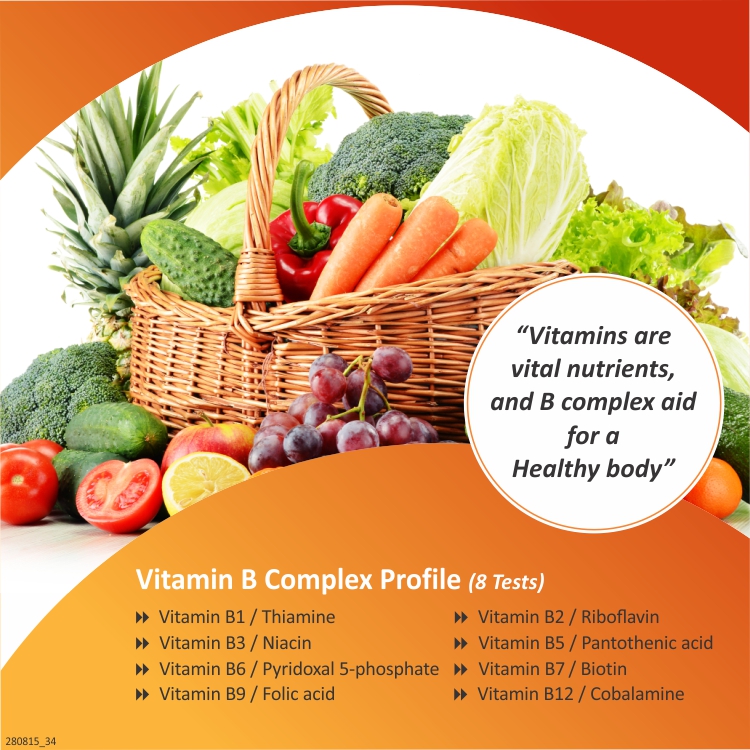 “Vitamins are
vital nutrients,
and B complex aid
for a
Healthy body”
Vitamin B Complex Profile (8 Tests)
Vitamin B1 / Thiamine
Vitamin B2 / Riboflavin
Vitamin B3 / Niacin
Vitamin B5 / Pantothenic acid
Vitamin B6 / Pyridoxal 5-phosphate
Vitamin B7 / Biotin
Vitamin B9 / Folic acid
Vitamin B12 / Cobalamine
280815_34